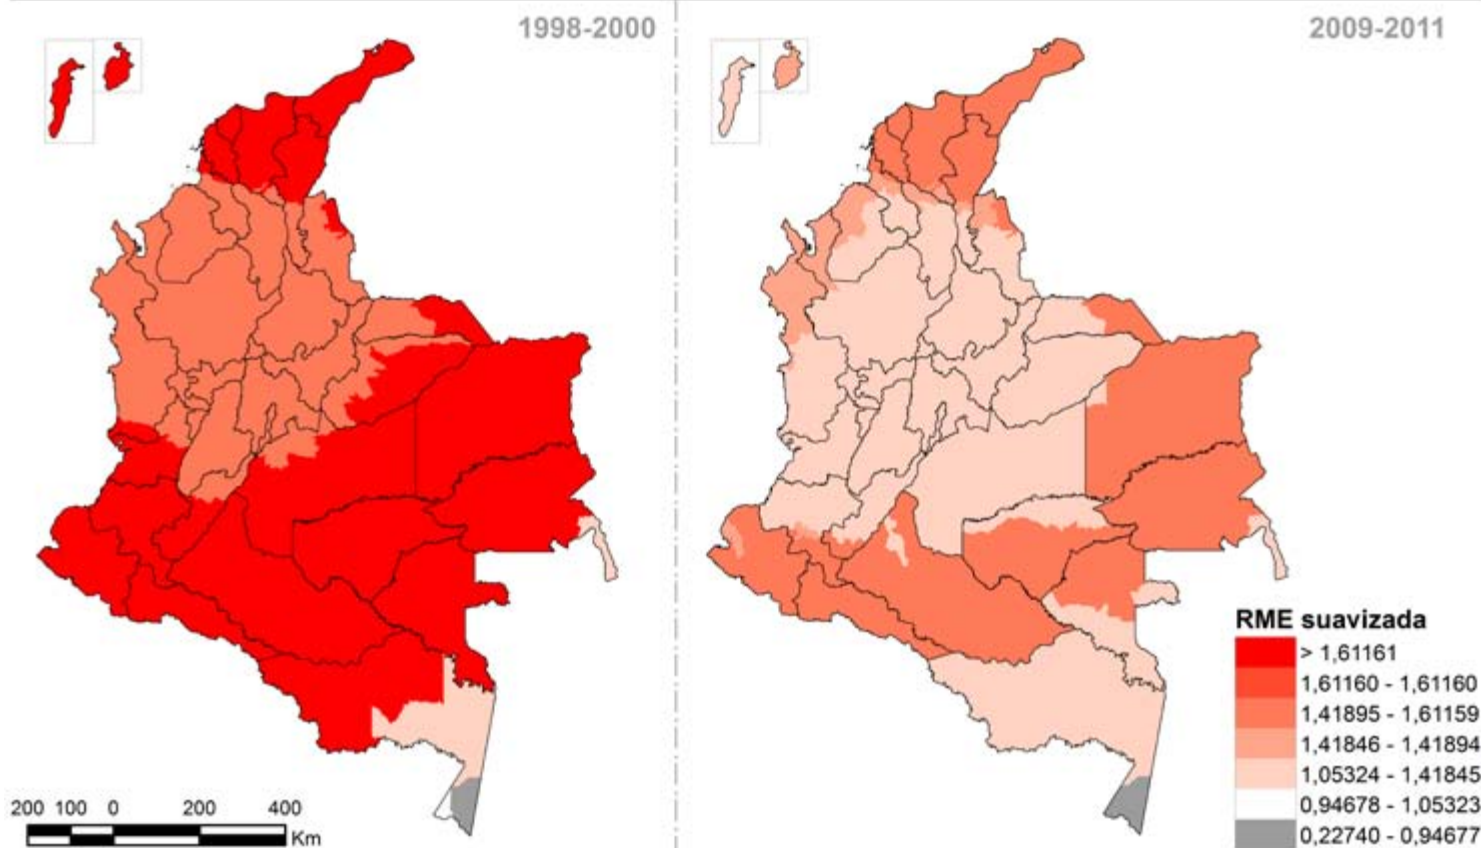 1998-2000
2009-2011
RME suavizada
> 1,61161
1,61160 - 1,61160
1,41895 - 1,61159
1,41846 - 1,41894
1,05324 - 1,41845
0,94678 - 1,05323
0,22740 - 0,94677
200 100 0 200 400
Km